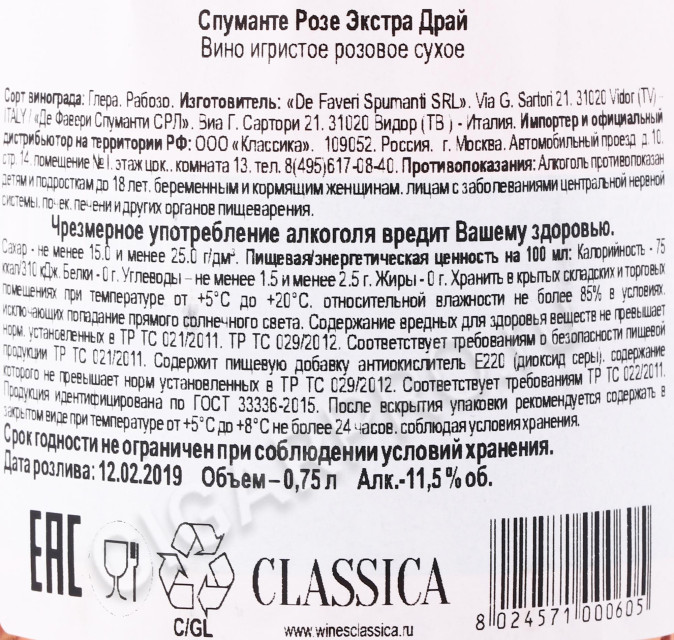 Спуманте Розе Экстра Драй
Вино игристое розовое сухое
Сорт винограда: Глера, Рабозо. Изготовитель: «De Faveri Spumanti SRL». Via G. Sartori 21. 31020 Vidor (TV) -
ITALY / «Де Фавери Спуманти СРЛ». Виа Г. Сартори 21. 31020 Видор (ТВ) - Италия. Импортер и официальный
дистрибьютор на территории РФ: ООО «Классика». 109052. Россия. г. Москва. Автомобильный проезд д. 10.
стр. 14. помещение №1. этаж цок.. комната 13. тел. 8(495)617-08-40. Противопоказания: Алкоголь противопоказан
детям и подросткам до 18 лет. беременным и кормящим женщинам. лицам с заболеваниями центральной нервной
системы. почек. печени и других органов пищеварения.
Чрезмерное употребление алкоголя вредит Вашему здоровью.
Сахар - не менее 15.0 и менее 25.0 г/дм³. Пищевая/энергетическая ценность на 100 мл: Калорийность - 75
ккал/310 кДж. Белки - 0 г. Углеводы – не менее 1.5 и менее 2.5 г. Жиры - 0 г. Хранить в крытых складских и торговых
помещениях при температуре от +5°С до +20°С. относительной влажности не более 85% в условиях.
исключающих попадание прямого солнечного света. Содержание вредных для здоровья веществ не превышает
норм. установленных в ТР ТС 021/2011. ТР ТС 029/2012. Соответствует требованиям о безопасности пищевой
продукции ТР ТС 021/2011. Содержит пищевую добавку антиокислитель Е220 (диоксид серы). содержание
которого не превышает норм установленных в ТР ТС 029/2012. Соответствует требованиям ТР ТС 022/2011.
Продукция идентифицирована по ГОСТ 33336-2015. После вскрытия упаковки рекомендуется содержать в
закрытом виде при температуре от +5°С до +8°С не более 24 часов. соблюдая условия хранения.
Срок годности не ограничен при соблюдении условий хранения.
Дата розлива: 12.02.2019 Объем – 0,75 л Алк.-11,5 % об.
EAC
C/GL
CLASSICA
www.winesclassica.ru
8 024571 000605